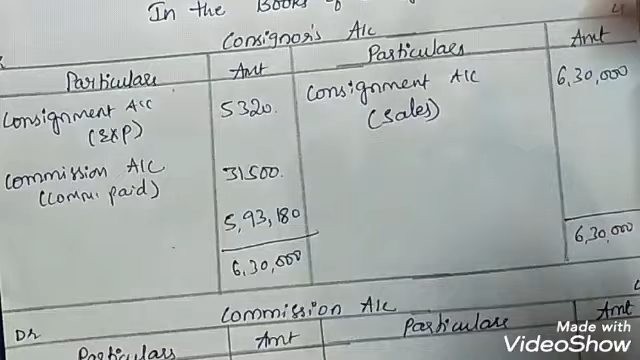 In the Books of
Consignor's A/C
Particulars Amt Particulars Amt
Consignment A/C 5320. Consignment A/C 6,30,000
(Exp) (Sales)
Commission A/C 31500.
(Comm. paid)
5,93,180
6,30,000 6,30,000
Commission A/C
Dr
Particulars Amt Particulars Amt
Made with
VideoShow